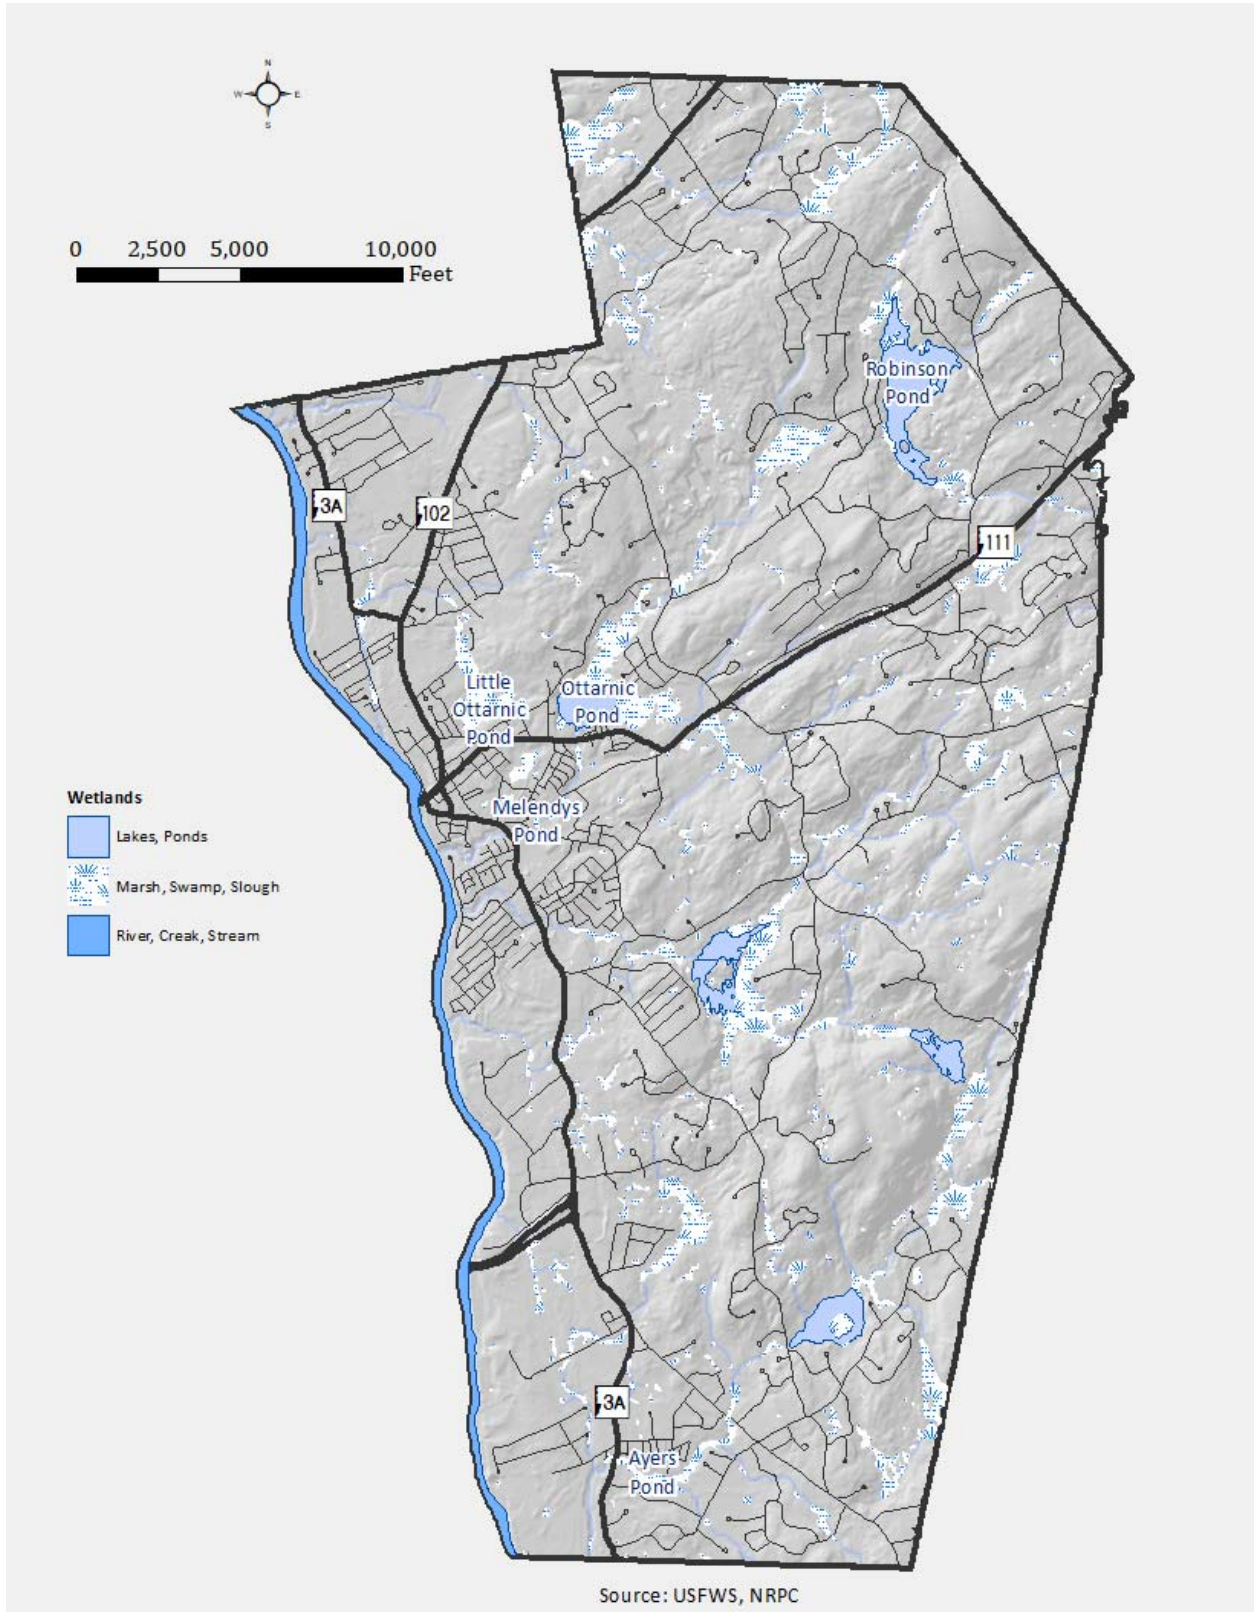 N
W E
S
0 2,500 5,000 10,000
Feet
Robinson
Pond
3A
102
111
Little
Ottarnic
Pond
Ottarnic
Pond
Melendys
Pond
Wetlands
Lakes, Ponds
Marsh, Swamp, Slough
River, Creak, Stream
3A
Ayers
Pond
Source: USFWS, NRPC